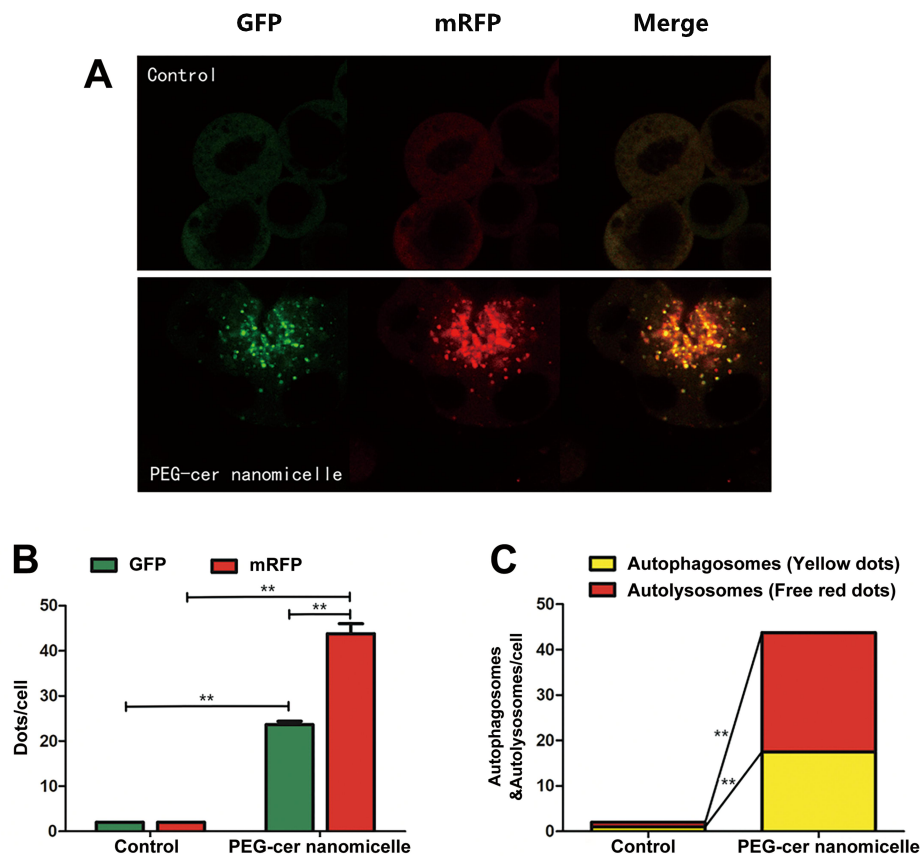 GFP mRFP Merge
A
Control
PEG-cer nanomicelle
B
GFP mRFP
**
**
**
Dots/cell
50
40
30
20
10
0
Control PEG-cer nanomicelle
C
Autophagosomes (Yellow dots)
Autolysosomes (Free red dots)
Autophagosomes
&Autolysosomes/cell
50
40
30
20
10
0
**
**
Control PEG-cer nanomicelle